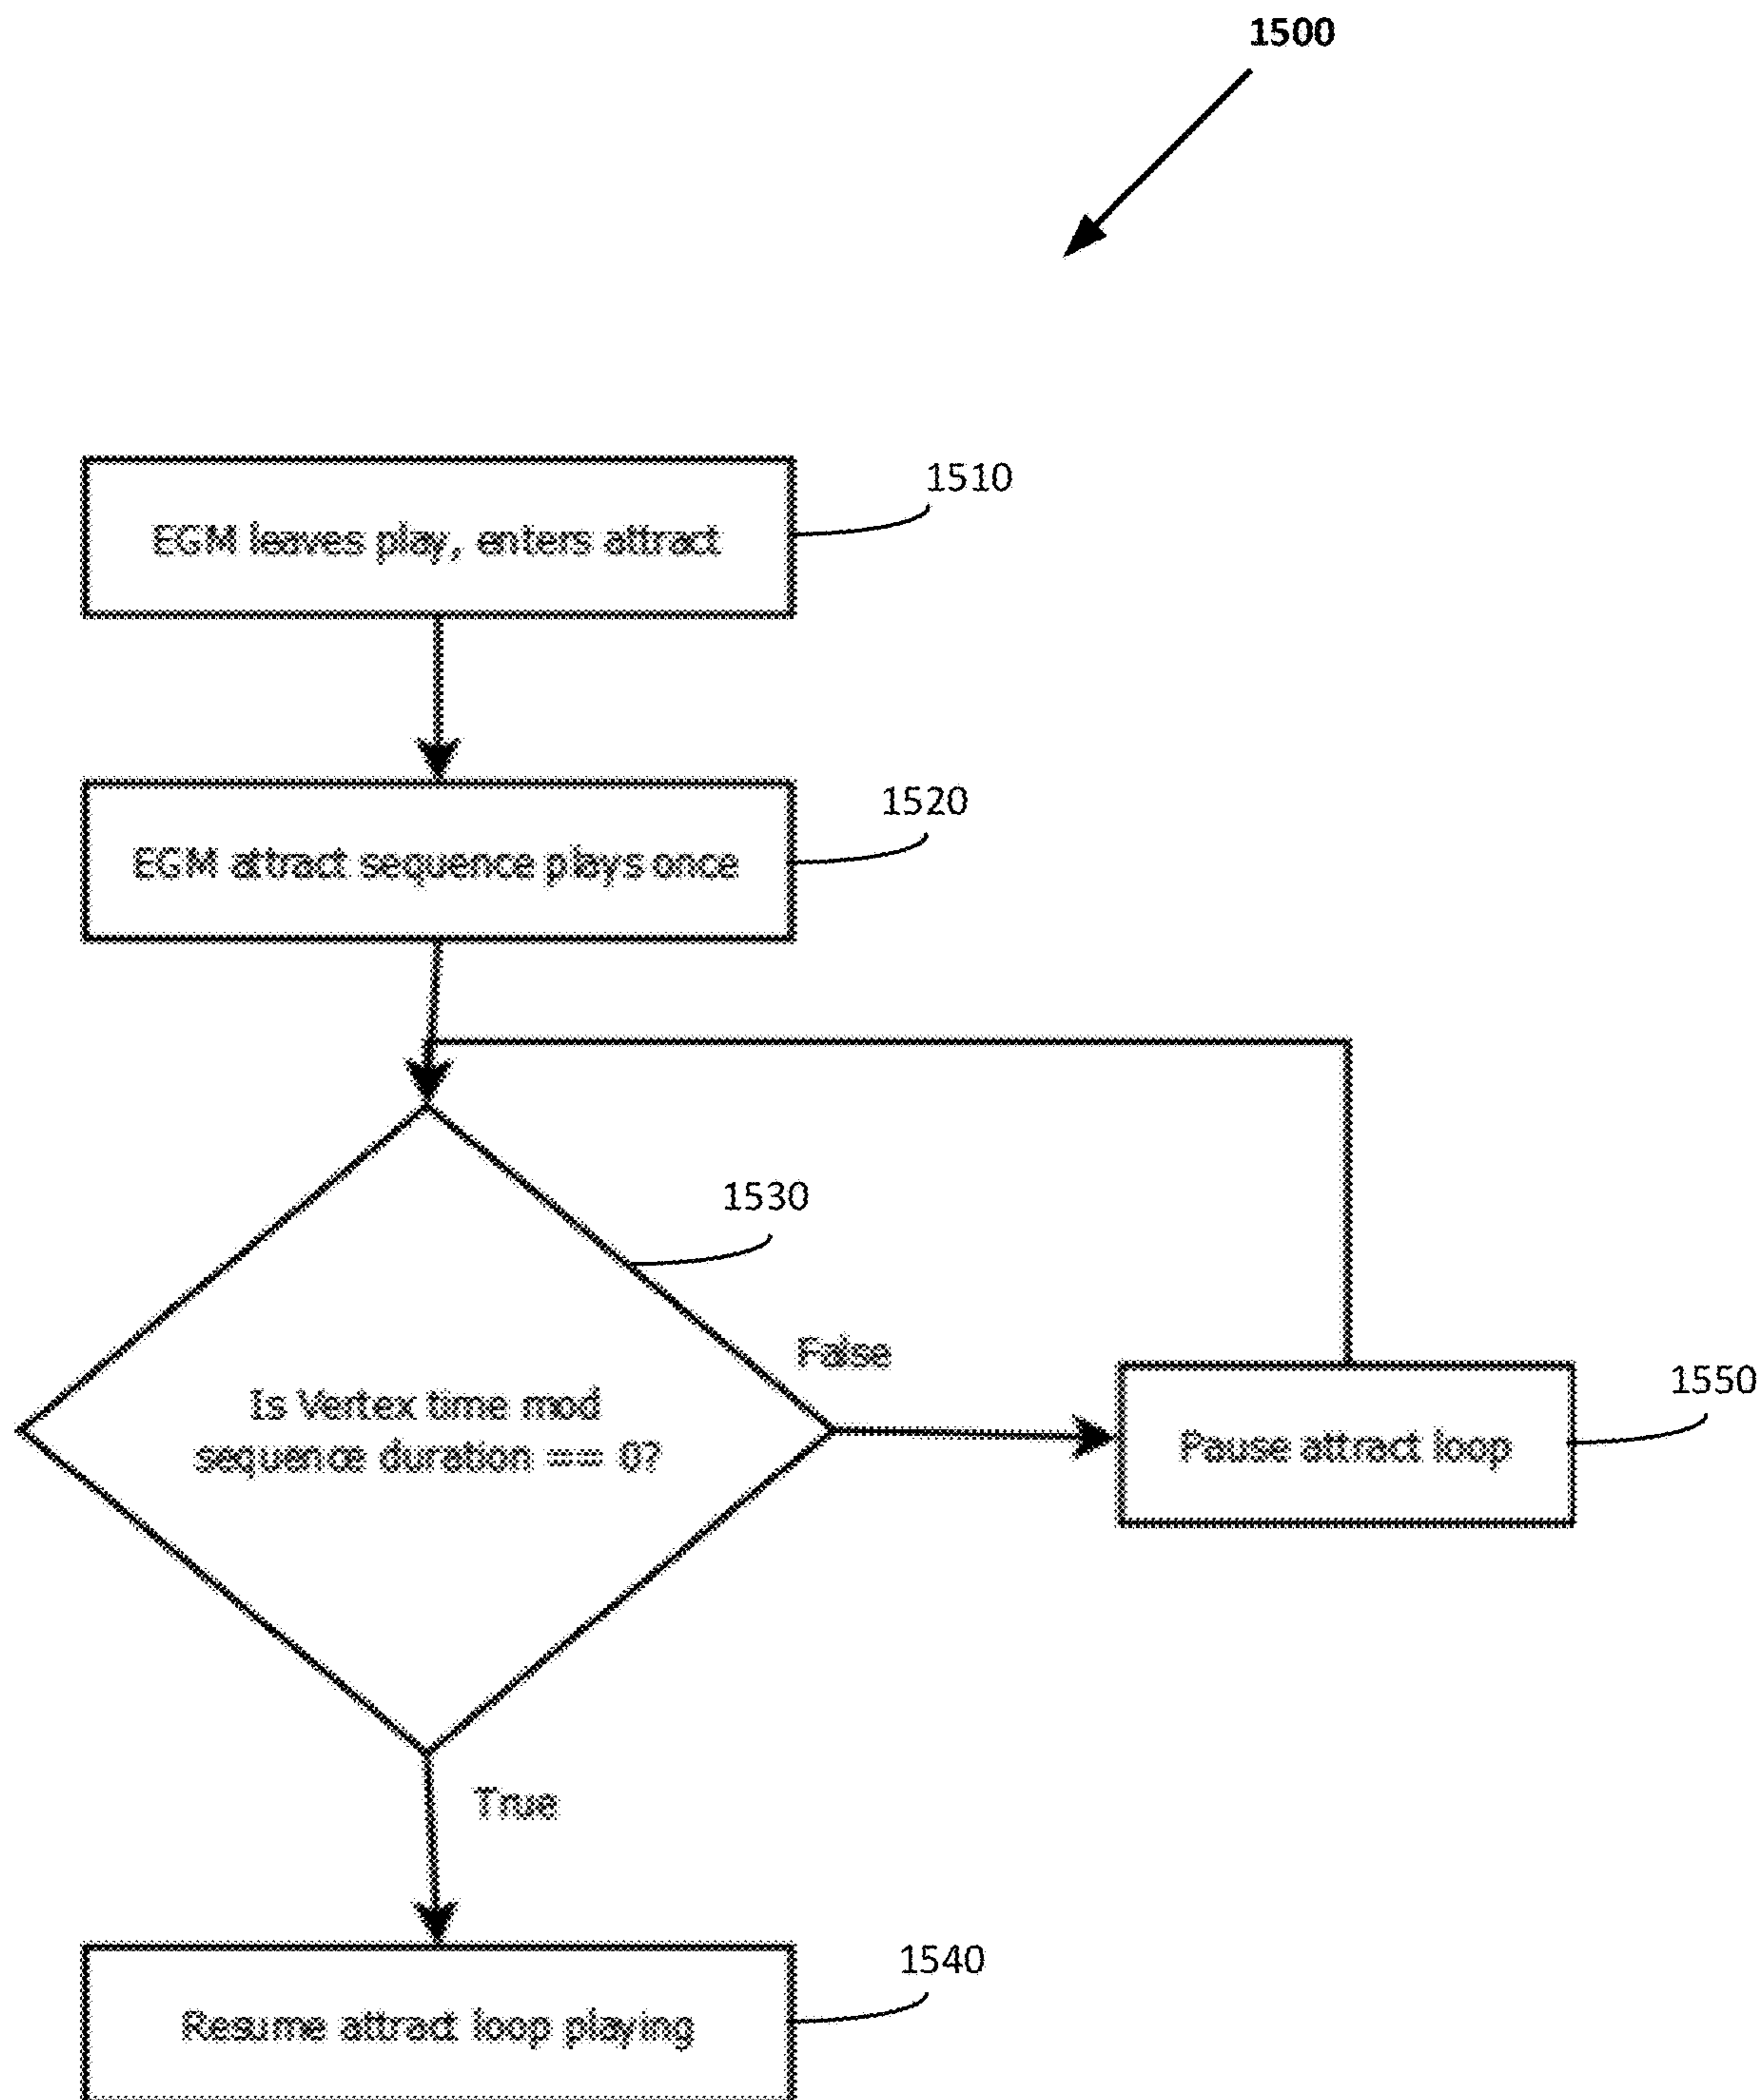 1500
1510
EGM leaves play, enters attract
1520
EGM attract sequence plays once
1530
False
1550
Is Vertex time mod
sequence duration == 0?
Pause attract loop
True
1540
Resume attract loop playing